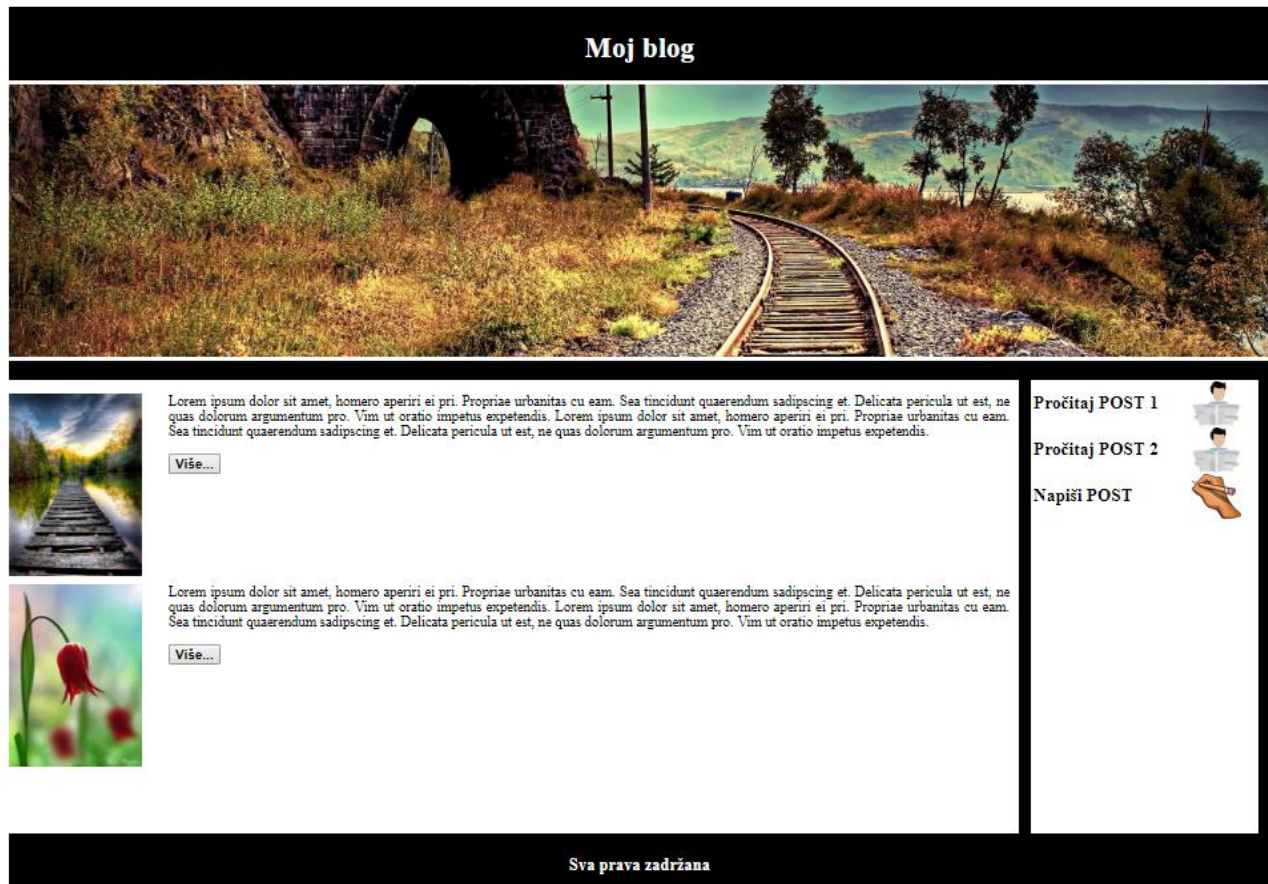 Moj blog
Lorem ipsum dolor sit amet, homero aperiri ei pri. Propriae urbanitas cu eam. Sea tincidunt quaerendum sadipscing et. Delicata pericula ut est, ne
quas dolorum argumentum pro. Vim ut oratio impetus expetendis. Lorem ipsum dolor sit amet, homero aperiri ei pri. Propriae urbanitas cu eam.
Sea tincidunt quaerendum sadipscing et. Delicata pericula ut est, ne quas dolorum argumentum pro. Vim ut oratio impetus expetendis.
Više...
Lorem ipsum dolor sit amet, homero aperiri ei pri. Propriae urbanitas cu eam. Sea tincidunt quaerendum sadipscing et. Delicata pericula ut est, ne
quas dolorum argumentum pro. Vim ut oratio impetus expetendis. Lorem ipsum dolor sit amet, homero aperiri ei pri. Propriae urbanitas cu eam.
Sea tincidunt quaerendum sadipscing et. Delicata pericula ut est, ne quas dolorum argumentum pro. Vim ut oratio impetus expetendis.
Više...
Pročitaj POST 1
Pročitaj POST 2
Napiši POST
Sva prava zadržana